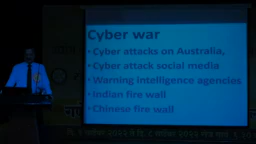 Cyber war
• Cyber attacks on Australia,
• Cyber attack social media
• Warning intelligence agencies
• Indian fire wall
• Chinese fire wall